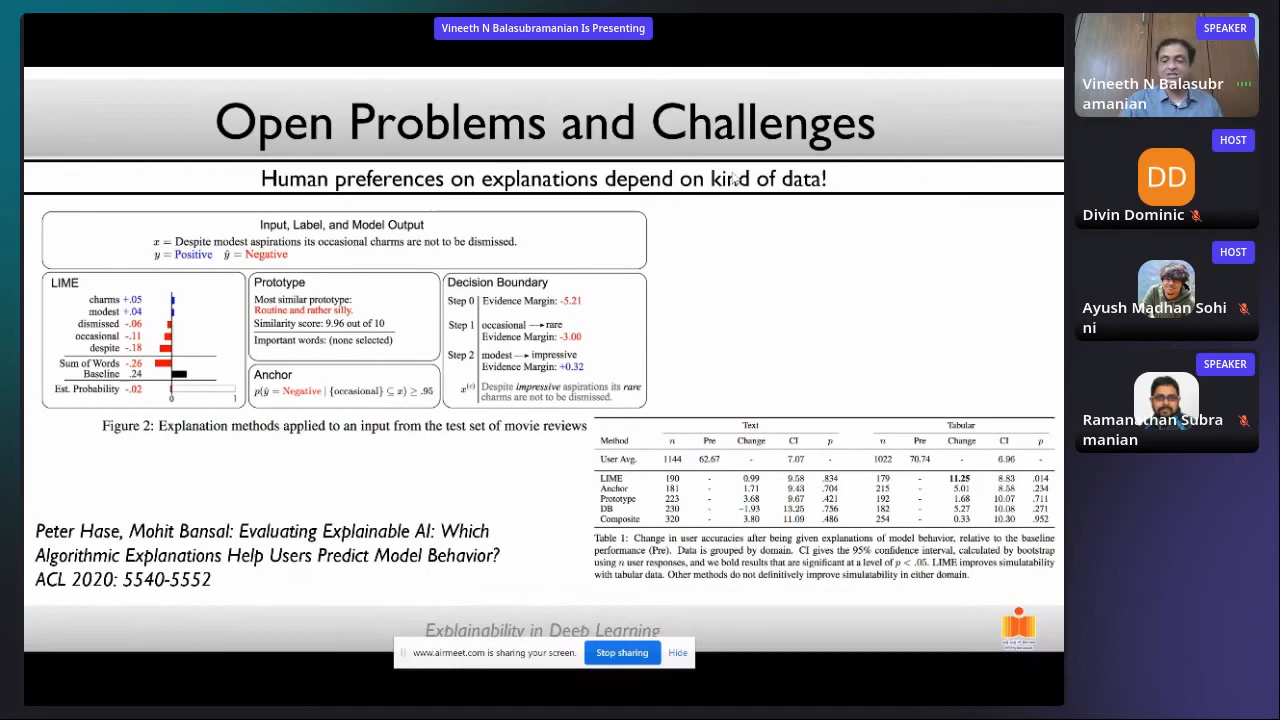 Vineeth N Balasubramanian Is Presenting
Open Problems and Challenges
Human preferences on explanations depend on kind of data!
Input, Label, and Model Output
x = Despite modest aspirations its occasional charms are not to be dismissed.
y = Positive ŷ = Negative
LIME
charms +.05
modest +.04
dismissed -.06
occasional -.11
despite -.18
Sum of Words -.26
Baseline .24
Est. Probability -.02
0 1
Prototype
Most similar prototype:
Routine and rather silly.
Similarity score: 9.96 out of 10
Important words: (none selected)
Anchor
p(ŷ = Negative | {occasional} ⊆ x) ≥ .95
Decision Boundary
Step 0 Evidence Margin: -5.21
Step 1 occasional → rare
Evidence Margin: -3.00
Step 2 modest → impressive
Evidence Margin: +0.32
x(c) Despite impressive aspirations its rare
charms are not to be dismissed.
Figure 2: Explanation methods applied to an input from the test set of movie reviews
Text Tabular
Method n Pre Change CI p n Pre Change CI p
User Avg. 1144 62.67 - 7.07 - 1022 70.74 - 6.96 -
LIME 190 - 0.99 9.58 .834 179 - 11.25 8.83 .014
Anchor 181 - 1.71 9.43 .704 215 - 5.01 8.58 .234
Prototype 223 - 3.68 9.67 .421 192 - 1.68 10.07 .711
DB 230 - −1.93 13.25 .756 182 - 5.27 10.08 .271
Composite 320 - 3.80 11.09 .486 254 - 0.33 10.30 .952
Table 1: Change in user accuracies after being given explanations of model behavior, relative to the baseline
performance (Pre). Data is grouped by domain. CI gives the 95% confidence interval, calculated by bootstrap
using n user responses, and we bold results that are significant at a level of p < .05. LIME improves simulatability
with tabular data. Other methods do not definitively improve simulatability in either domain.
Peter Hase, Mohit Bansal: Evaluating Explainable AI: Which
Algorithmic Explanations Help Users Predict Model Behavior?
ACL 2020: 5540-5552
Explainability in Deep Learning
www.airmeet.com is sharing your screen.
Stop sharing
Hide
SPEAKER
Vineeth N Balasubr
amanian
HOST
DD
Divin Dominic
HOST
Ayush Madhan Sohi
ni
SPEAKER
Ramanathan Subra
manian